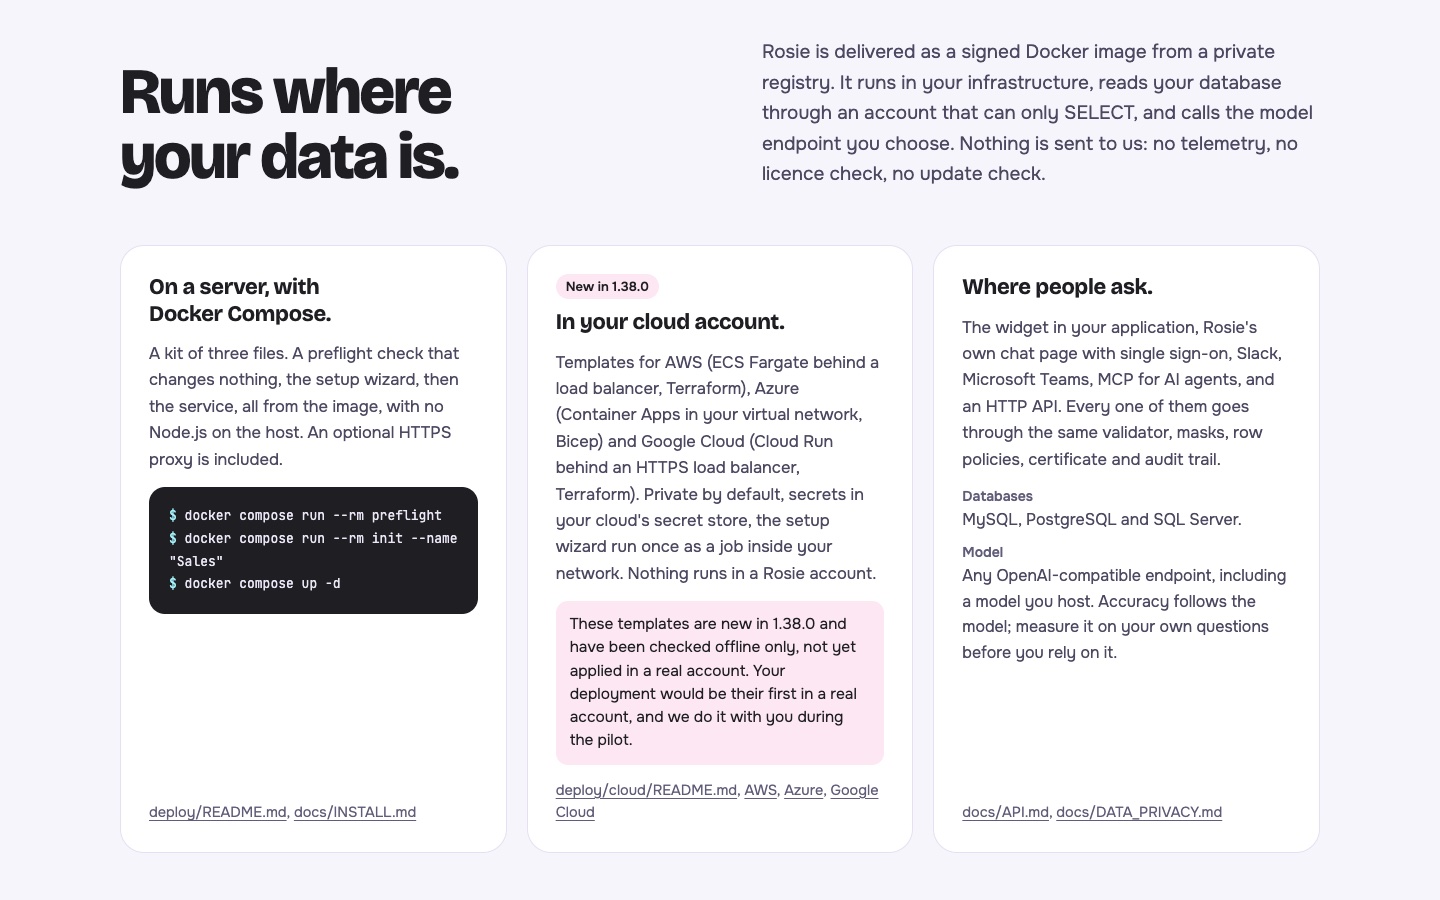 Runs where
your data is.
Rosie is delivered as a signed Docker image from a private
registry. It runs in your infrastructure, reads your database
through an account that can only SELECT, and calls the model
endpoint you choose. Nothing is sent to us: no telemetry, no
licence check, no update check.
On a server, with
Docker Compose.
A kit of three files. A preflight check that
changes nothing, the setup wizard, then
the service, all from the image, with no
Node.js on the host. An optional HTTPS
proxy is included.
$ docker compose run --rm preflight
$ docker compose run --rm init --name
"Sales"
$ docker compose up -d
deploy/README.md, docs/INSTALL.md
New in 1.38.0
In your cloud account.
Templates for AWS (ECS Fargate behind a
load balancer, Terraform), Azure
(Container Apps in your virtual network,
Bicep) and Google Cloud (Cloud Run
behind an HTTPS load balancer,
Terraform). Private by default, secrets in
your cloud's secret store, the setup
wizard run once as a job inside your
network. Nothing runs in a Rosie account.
These templates are new in 1.38.0 and
have been checked offline only, not yet
applied in a real account. Your
deployment would be their first in a real
account, and we do it with you during
the pilot.
deploy/cloud/README.md, AWS, Azure, Google
Cloud
Where people ask.
The widget in your application, Rosie's
own chat page with single sign-on, Slack,
Microsoft Teams, MCP for AI agents, and
an HTTP API. Every one of them goes
through the same validator, masks, row
policies, certificate and audit trail.
Databases
MySQL, PostgreSQL and SQL Server.
Model
Any OpenAI-compatible endpoint, including
a model you host. Accuracy follows the
model; measure it on your own questions
before you rely on it.
docs/API.md, docs/DATA_PRIVACY.md